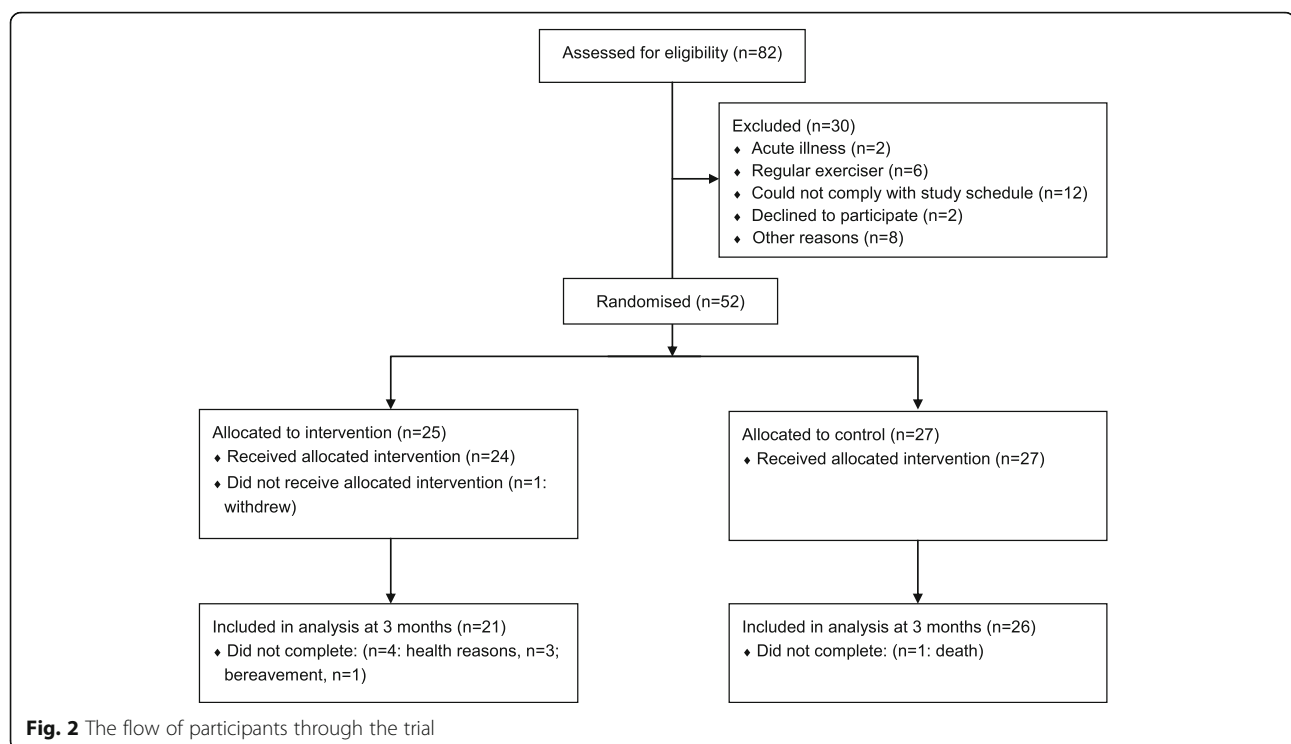 Assessed for eligibility (n=82)
Excluded (n=30)
♦ Acute illness (n=2)
♦ Regular exerciser (n=6)
♦ Could not comply with study schedule (n=12)
♦ Declined to participate (n=2)
♦ Other reasons (n=8)
Randomised (n=52)
Allocated to intervention (n=25)
♦ Received allocated intervention (n=24)
♦ Did not receive allocated intervention (n=1:
withdrew)
Allocated to control (n=27)
♦ Received allocated intervention (n=27)
Included in analysis at 3 months (n=21)
♦ Did not complete: (n=4: health reasons, n=3;
bereavement, n=1)
Included in analysis at 3 months (n=26)
♦ Did not complete: (n=1: death)
Fig. 2 The flow of participants through the trial